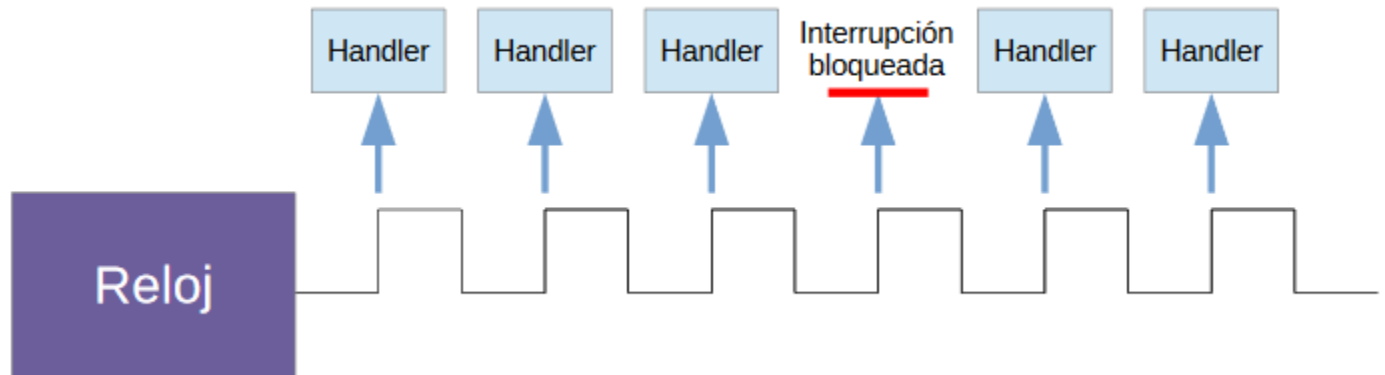 Handler
Handler
Handler
Interrupción
bloqueada
Handler
Handler
Reloj